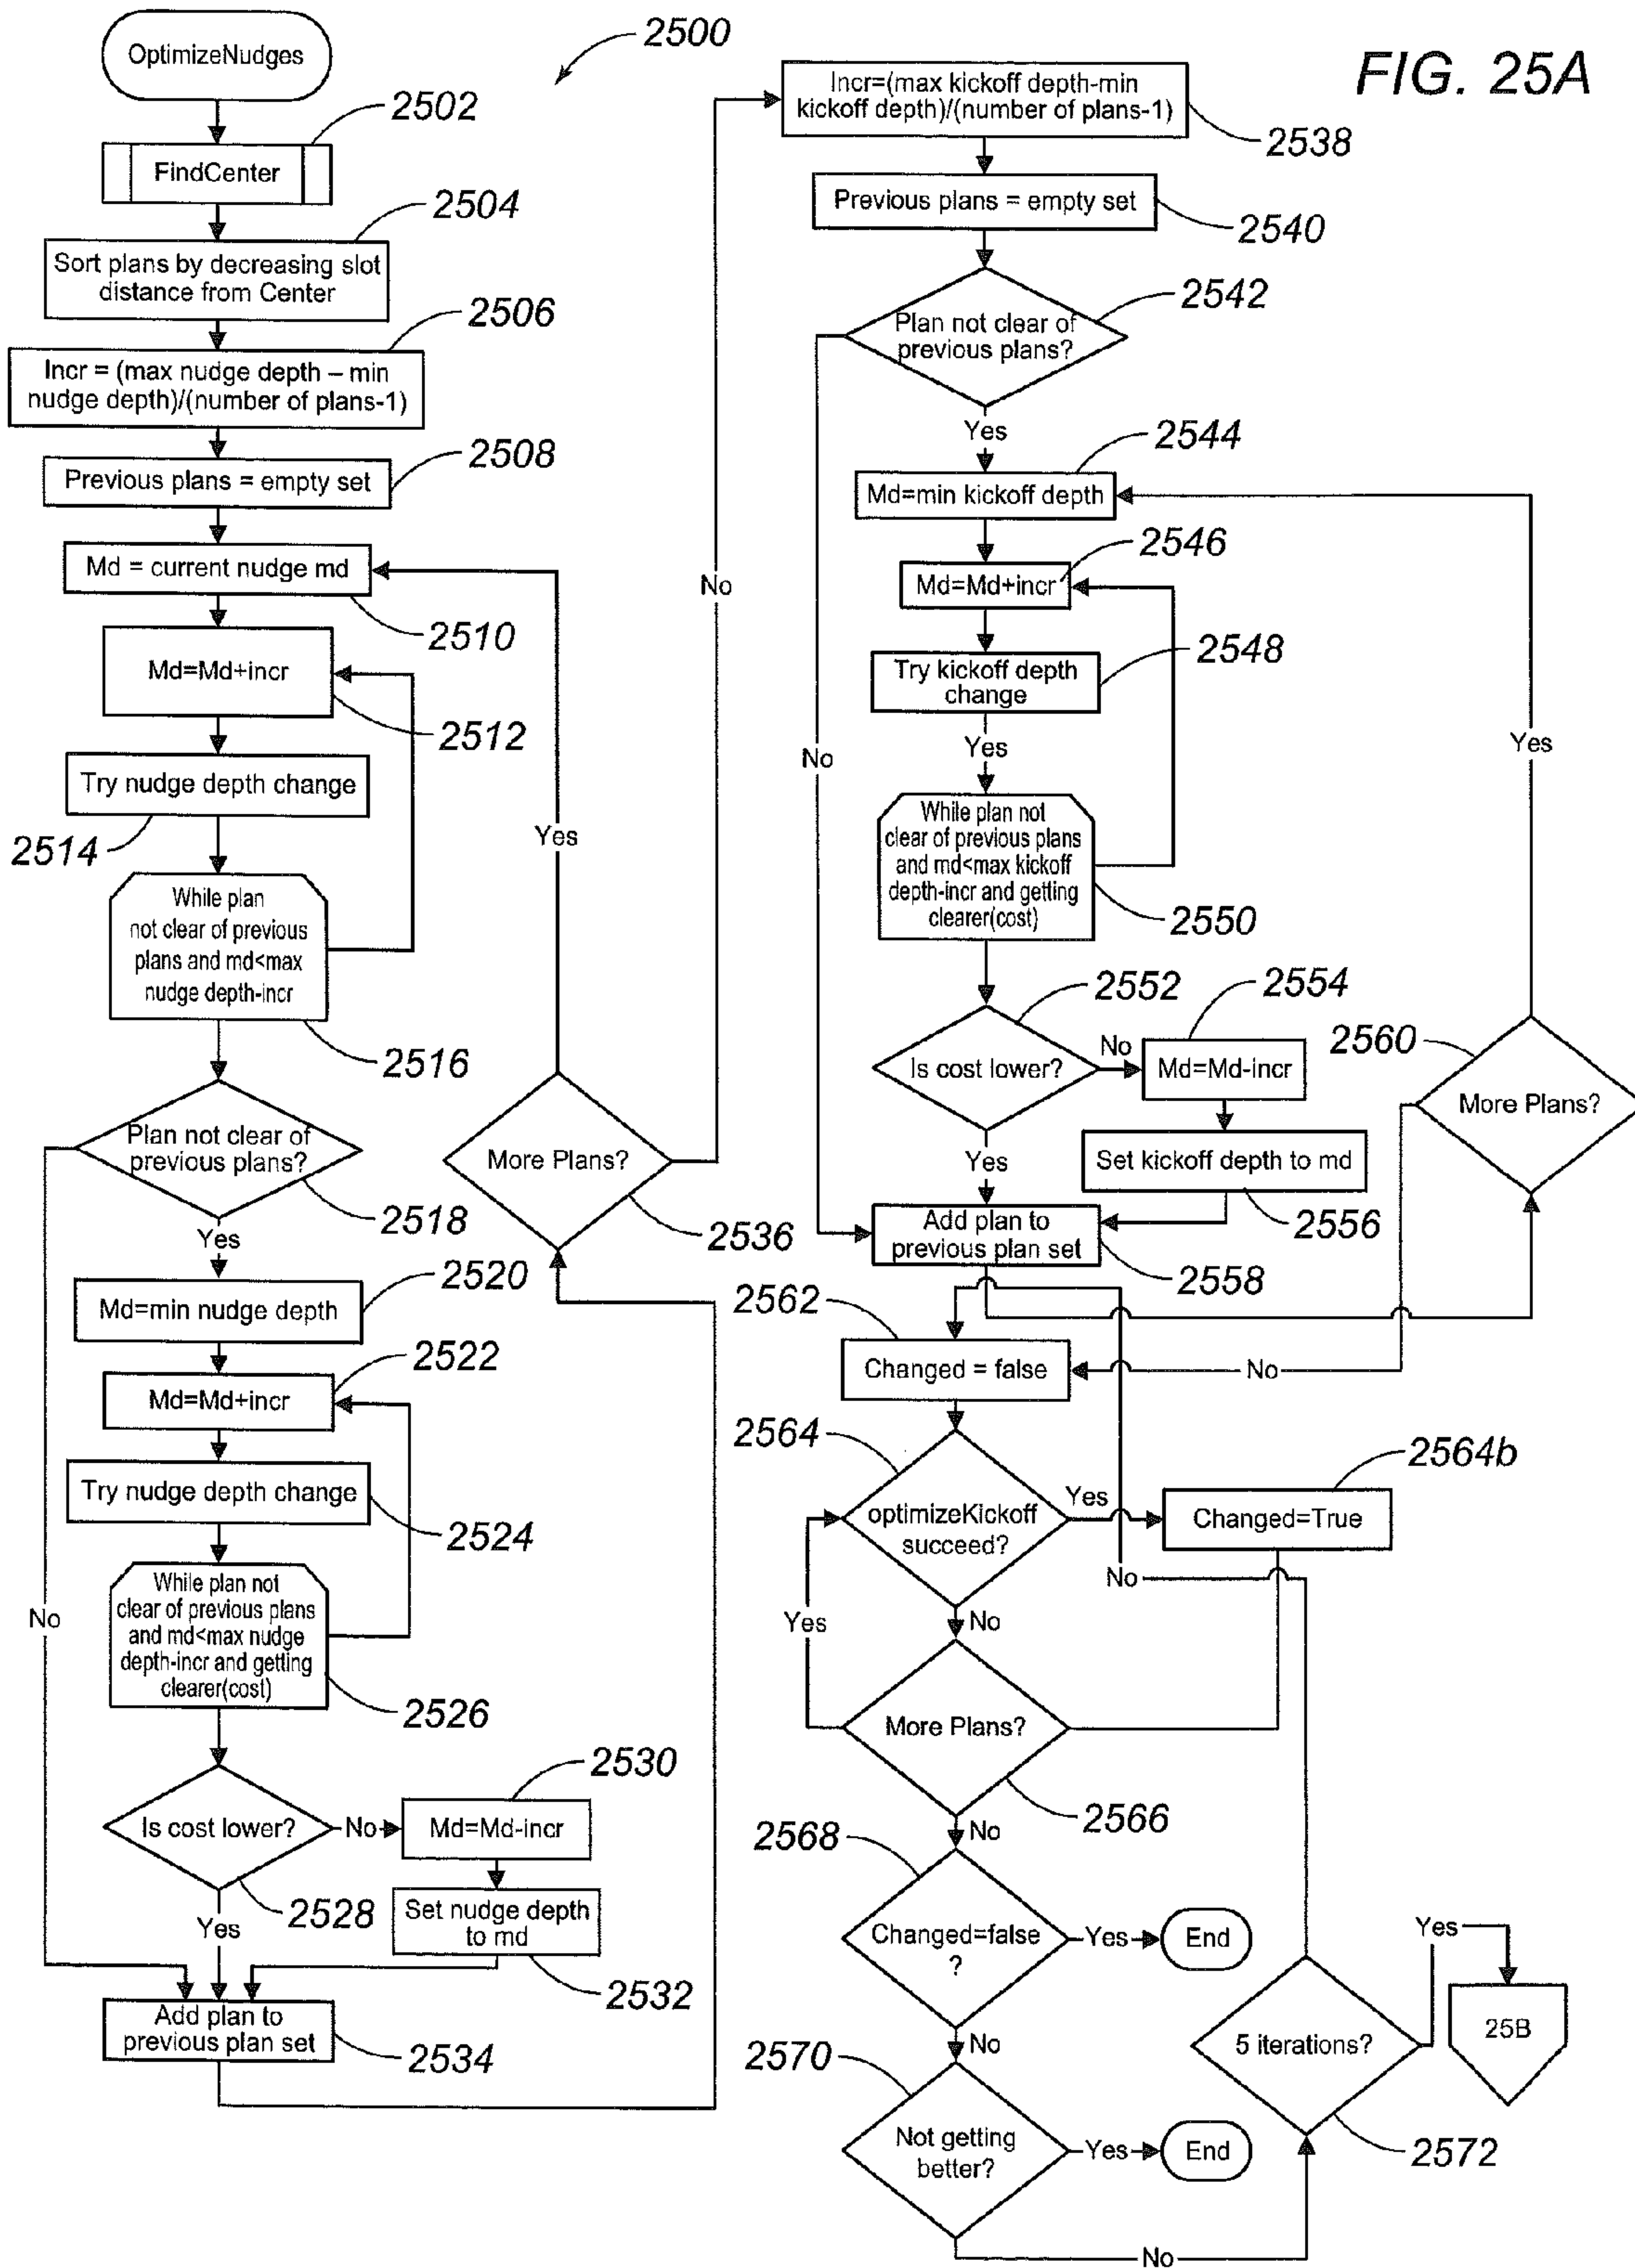 FIG. 25A
2500
OptimizeNudges
2502
FindCenter
2504
Sort plans by decreasing slot
distance from Center
2506
Incr = (max nudge depth – min
nudge depth)/(number of plans-1)
2508
Previous plans = empty set
Md = current nudge md
2510
Md=Md+incr
2512
Try nudge depth change
2514
While plan
not clear of previous
plans and md<max
nudge depth-incr
2516
Plan not clear of
previous plans?
2518
Yes
No
2520
Md=min nudge depth
2522
Md=Md+incr
Try nudge depth change
2524
While plan not
clear of previous plans
and md<max nudge
depth-incr and getting
clearer(cost)
2526
Is cost lower?
2528
No
2530
Md=Md-incr
Yes
Set nudge depth
to md
2532
Add plan to
previous plan set
2534
More Plans?
2536
Yes
No
Incr=(max kickoff depth-min
kickoff depth)/(number of plans-1)
2538
Previous plans = empty set
2540
2542
Plan not clear of
previous plans?
Yes
No
2544
Md=min kickoff depth
2546
Md=Md+incr
2548
Try kickoff depth
change
Yes
While plan not
clear of previous plans
and md<max kickoff
depth-incr and getting
clearer(cost)
2550
2552
Is cost lower?
No
2554
Md=Md-incr
Yes
Set kickoff depth to md
2556
Add plan to
previous plan set
2558
2560
More Plans?
Yes
No
2562
Changed = false
2564
optimizeKickoff
succeed?
Yes
2564b
Changed=True
No
Yes
More Plans?
2566
No
2568
Changed=false
?
Yes
End
No
2570
Not getting
better?
Yes
End
No
5 iterations?
2572
No
Yes
25B